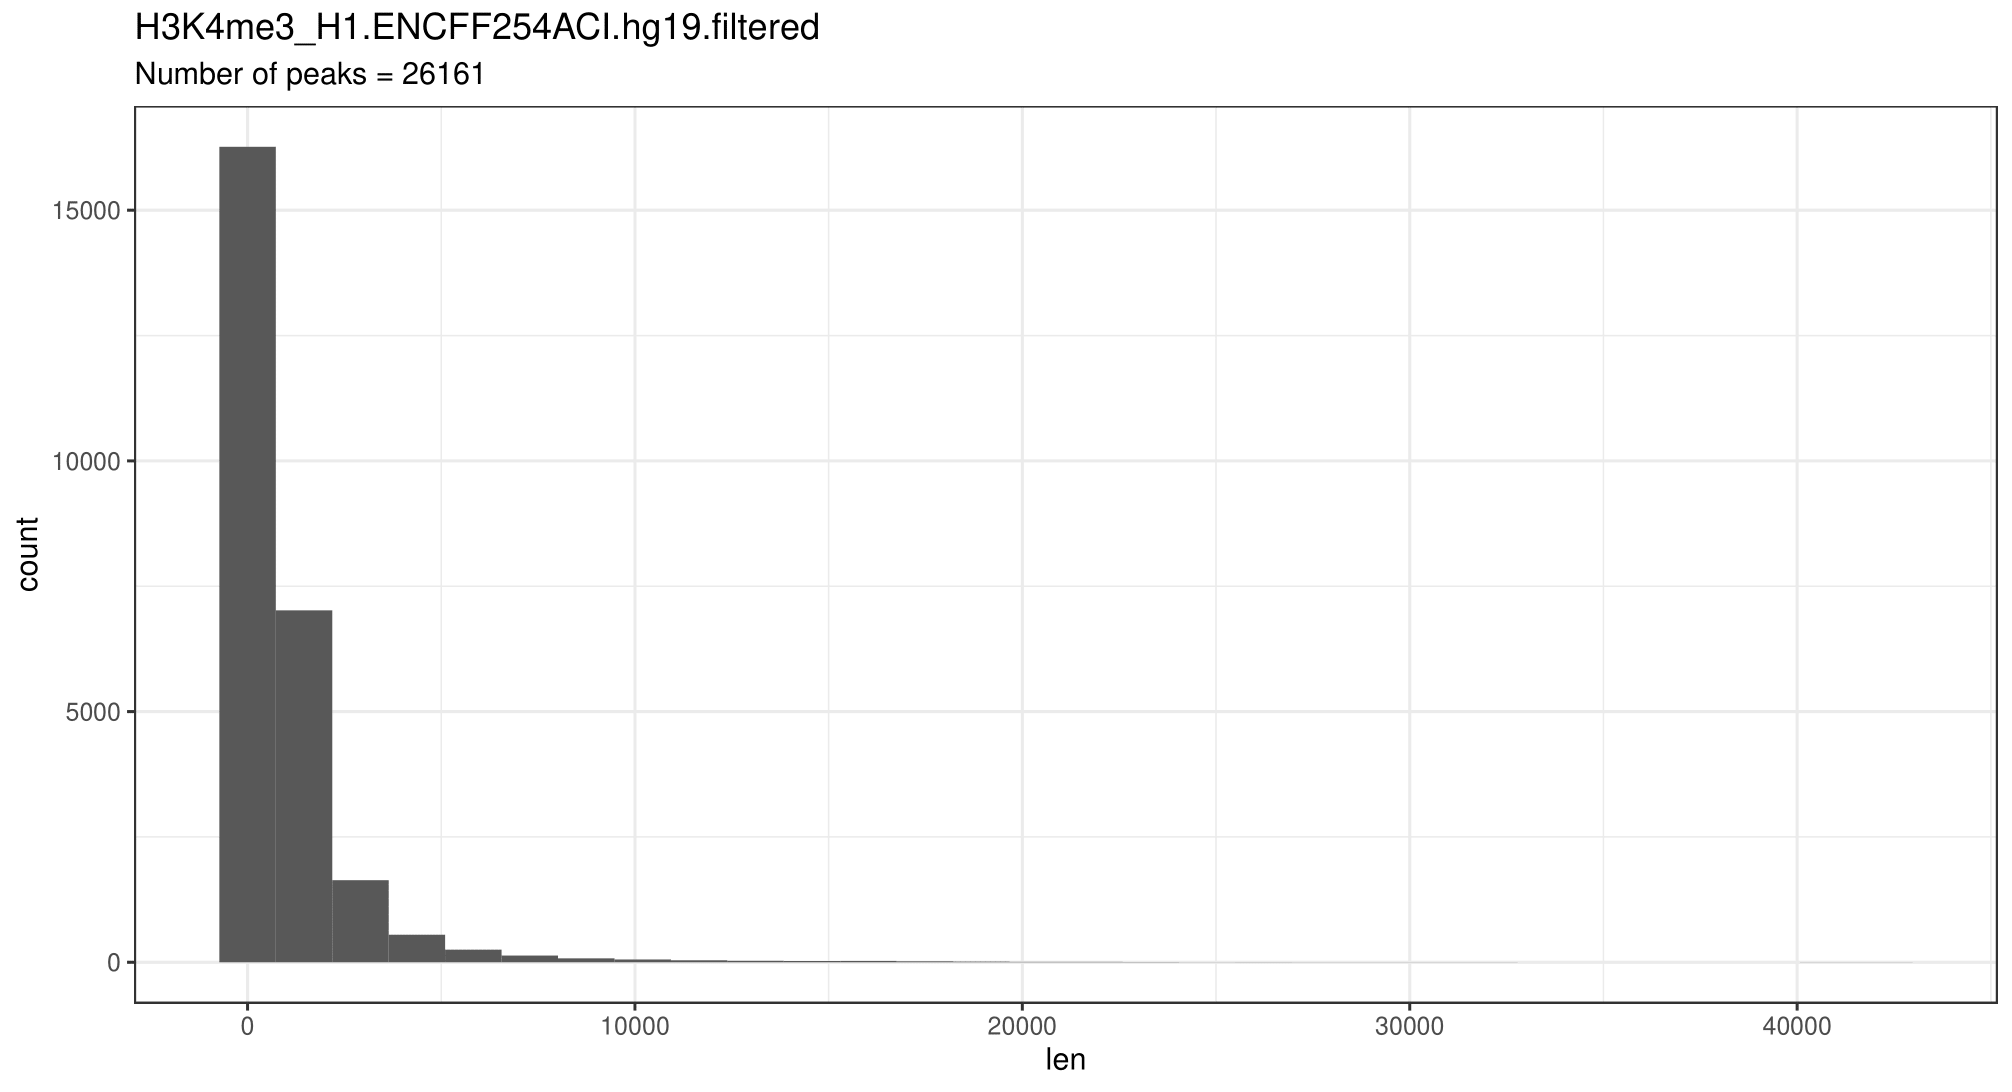 H3K4me3_H1.ENCFF254ACI.hg19.filtered
Number of peaks = 26161
15000
10000
5000
0
count
0 10000 20000 30000 40000
len